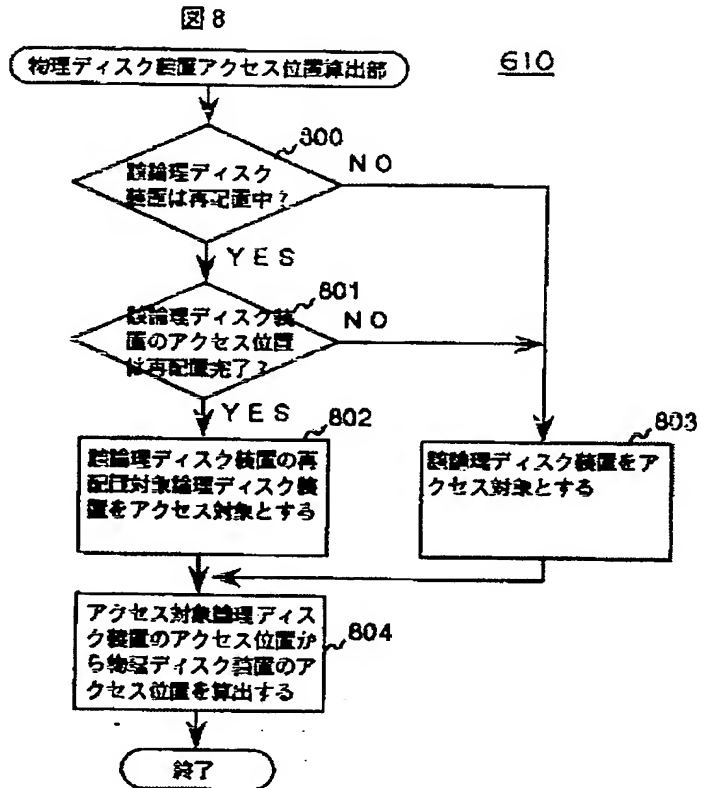 図8
物理ディスク装置アクセス位置算出部
610
800
該論理ディスク
装置は再配置中?
NO
YES
801
該論理ディスク装
置のアクセス位置
は再配置完了?
NO
YES
802
該論理ディスク装置の再
配置対象論理ディスク装
置をアクセス対象とする
803
該論理ディスク装置をア
クセス対象とする
804
アクセス対象論理ディス
ク装置のアクセス位置か
ら物理ディスク装置のア
クセス位置を算出する
終了